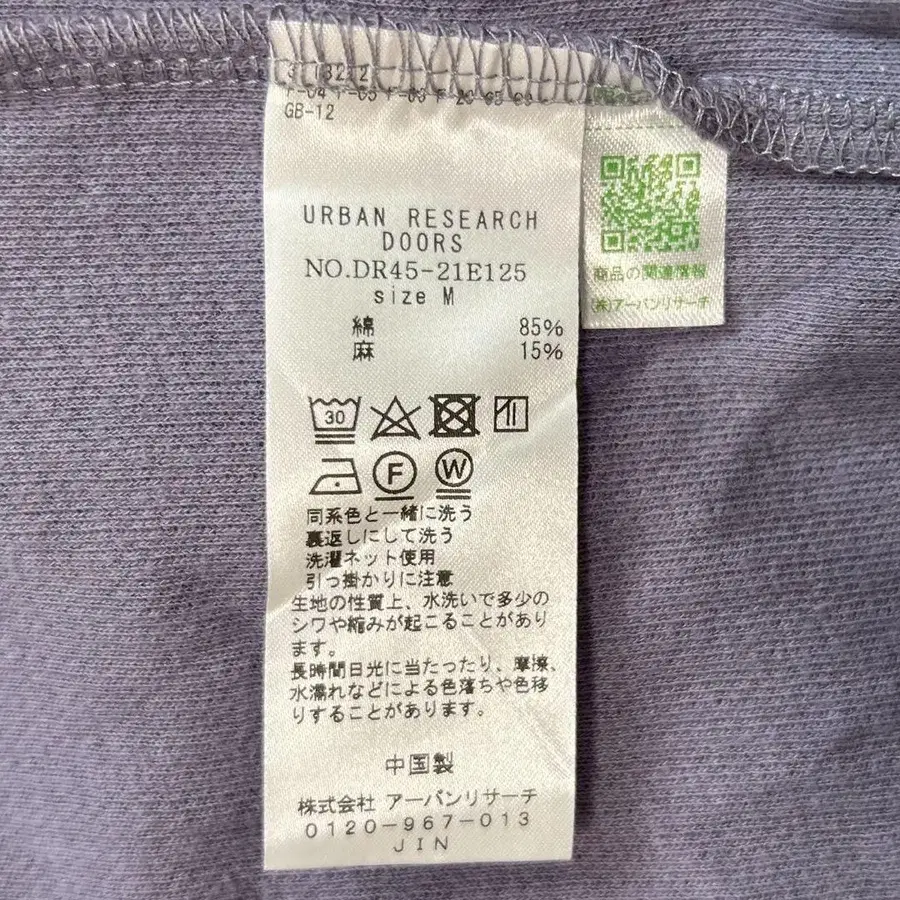 GB-12
URBAN RESEARCH
DOORS
NO.DR45-21E125
size M
綿 85%
麻 15%
30
F W
同系色と一緒に洗う
裏返しにして洗う
洗濯ネット使用
引っ掛かりに注意
生地の性質上、水洗いで多少の
シワや縮みが起こることがあり
ます。
長時間日光に当たったり、摩擦、
水濡れなどによる色落ちや色移
りすることがあります。
中国製
株式会社 アーバンリサーチ
0120-967-013
JIN
商品の関連情報
(株)アーバンリサーチ